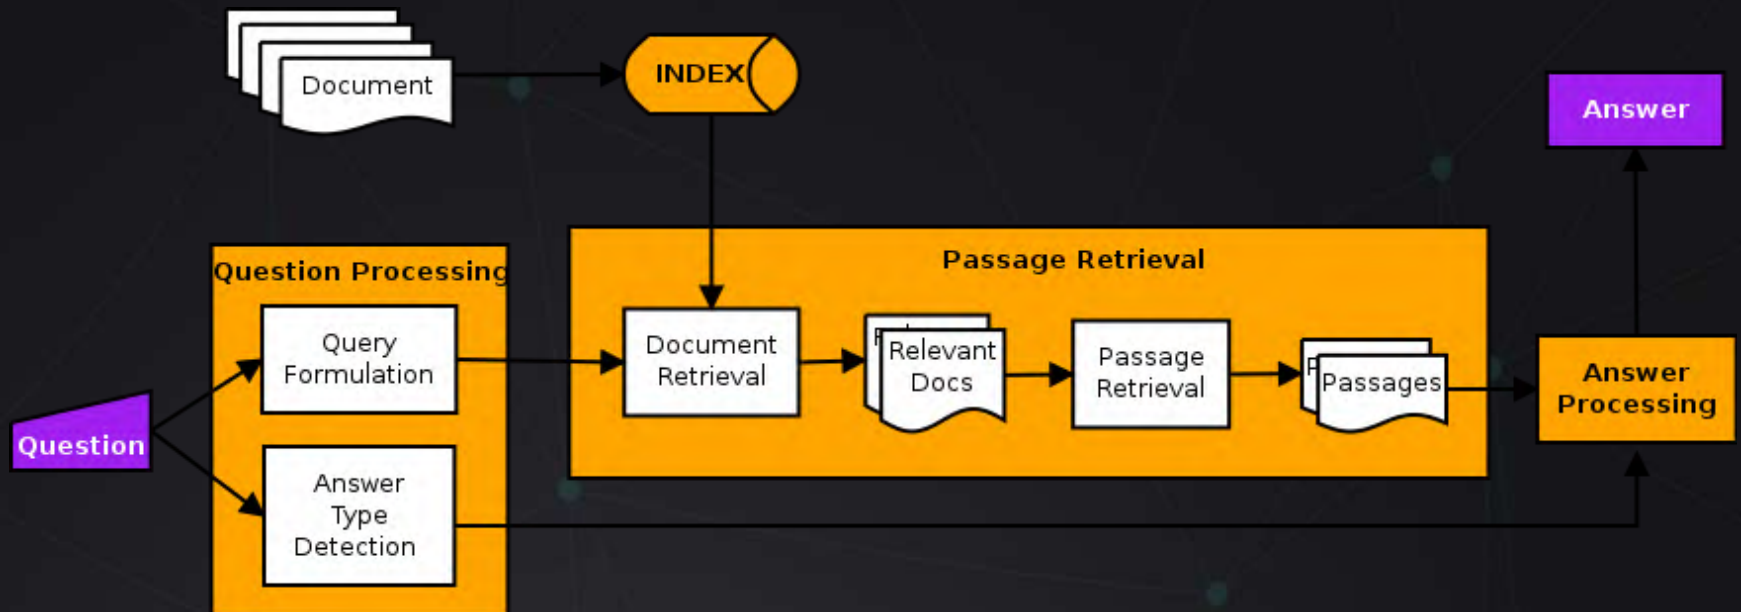 Document
INDEX
Answer
Question Processing
Passage Retrieval
Query
Formulation
Document
Retrieval
Relevant
Docs
Passage
Retrieval
Passages
Answer
Processing
Question
Answer
Type
Detection